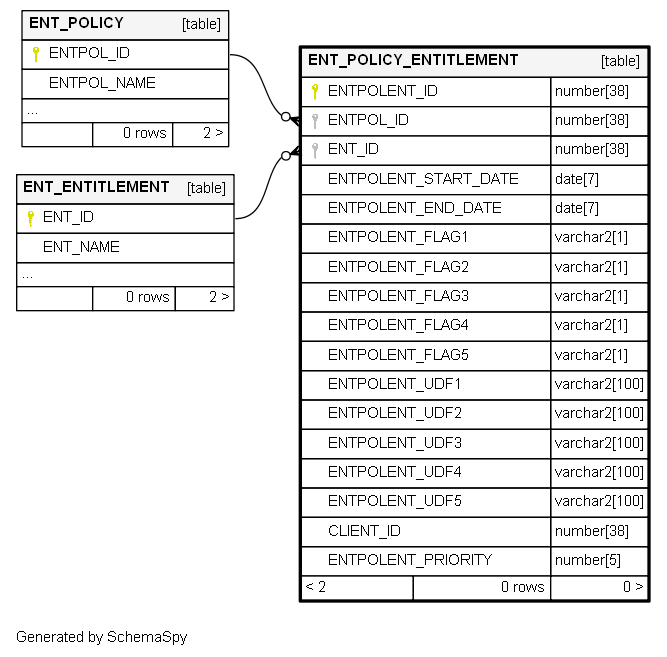 ENT_POLICY [table]
ENTPOL_ID
ENTPOL_NAME
...
0 rows 2 >
ENT_ENTITLEMENT [table]
ENT_ID
ENT_NAME
...
0 rows 2 >
ENT_POLICY_ENTITLEMENT [table]
ENTPOLENT_ID number[38]
ENTPOL_ID number[38]
ENT_ID number[38]
ENTPOLENT_START_DATE date[7]
ENTPOLENT_END_DATE date[7]
ENTPOLENT_FLAG1 varchar2[1]
ENTPOLENT_FLAG2 varchar2[1]
ENTPOLENT_FLAG3 varchar2[1]
ENTPOLENT_FLAG4 varchar2[1]
ENTPOLENT_FLAG5 varchar2[1]
ENTPOLENT_UDF1 varchar2[100]
ENTPOLENT_UDF2 varchar2[100]
ENTPOLENT_UDF3 varchar2[100]
ENTPOLENT_UDF4 varchar2[100]
ENTPOLENT_UDF5 varchar2[100]
CLIENT_ID number[38]
ENTPOLENT_PRIORITY number[5]
< 2 0 rows 0 >
Generated by SchemaSpy